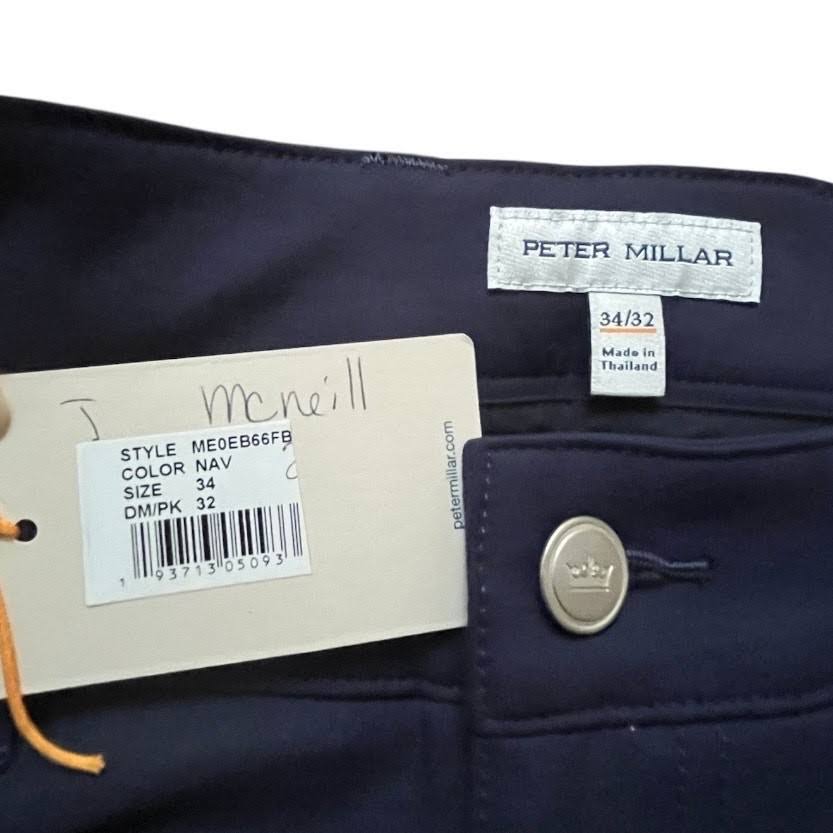 PETER MILLAR
34/32
Made in
Thailand
J mcneill
STYLE ME0EB66FB
COLOR NAV
SIZE 34
DM/PK 32
1 93713 05093
petermillar.com